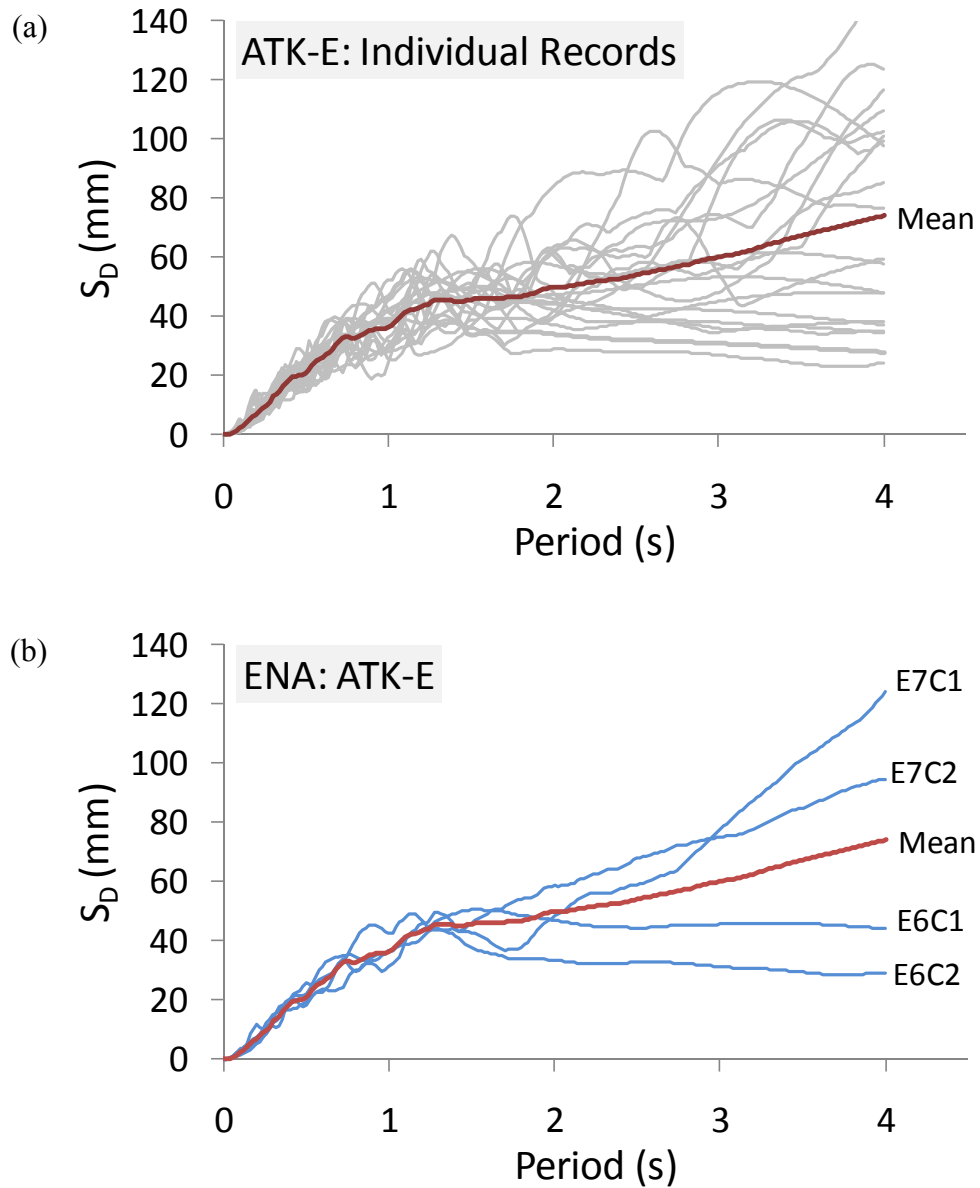 (a)
ATK-E: Individual Records
140
120
100
80
60
40
20
0
S_D (mm)
Mean
0 1 2 3 4
Period (s)
(b)
ENA: ATK-E
140
120
100
80
60
40
20
0
S_D (mm)
E7C1
E7C2
Mean
E6C1
E6C2
0 1 2 3 4
Period (s)